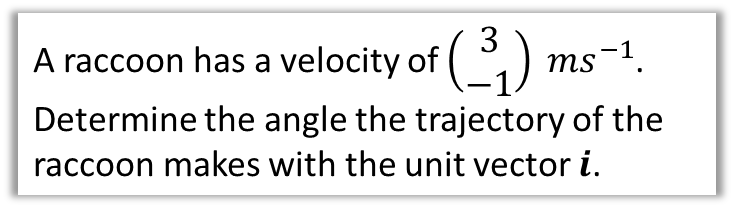 A raccoon has a velocity of (3 −1) ms⁻¹.
Determine the angle the trajectory of the
raccoon makes with the unit vector i.